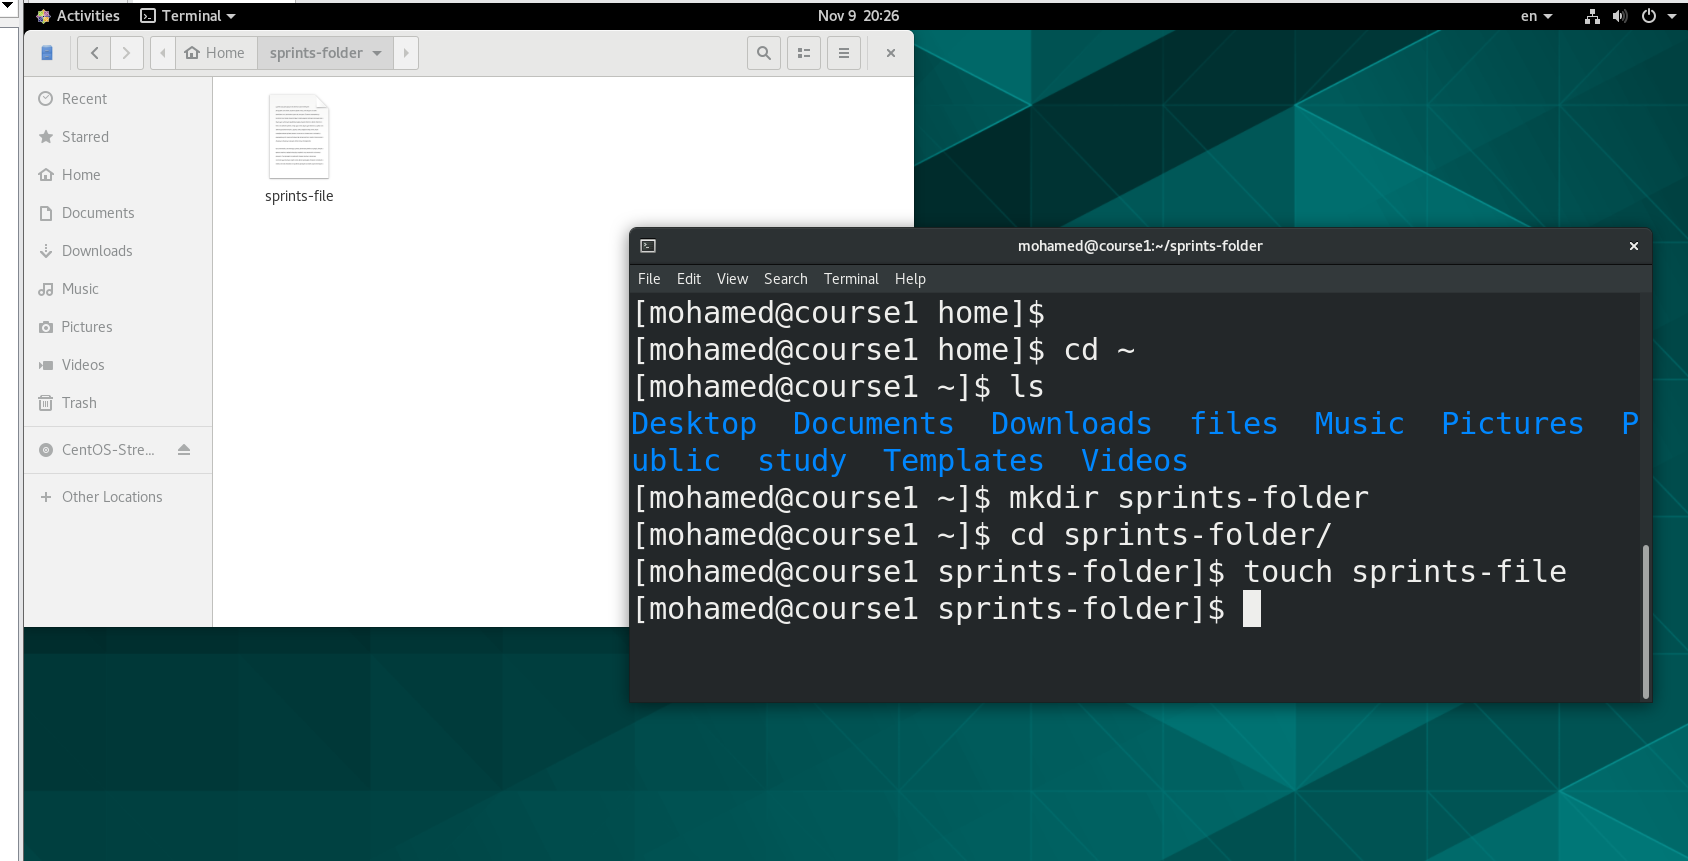 Activities Terminal Nov 9 20:26 en
Home sprints-folder
Recent
Starred
Home
Documents
Downloads
Music
Pictures
Videos
Trash
CentOS-Stre...
Other Locations
sprints-file
mohamed@course1:~/sprints-folder
File Edit View Search Terminal Help
[mohamed@course1 home]$
[mohamed@course1 home]$ cd ~
[mohamed@course1 ~]$ ls
Desktop  Documents  Downloads  files  Music  Pictures  P
ublic  study  Templates  Videos
[mohamed@course1 ~]$ mkdir sprints-folder
[mohamed@course1 ~]$ cd sprints-folder/
[mohamed@course1 sprints-folder]$ touch sprints-file
[mohamed@course1 sprints-folder]$